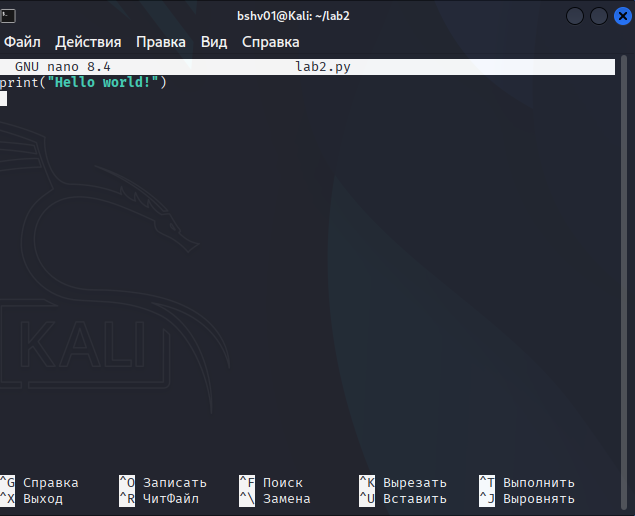 bshv01@Kali: ~/lab2
Файл Действия Правка Вид Справка
GNU nano 8.4 lab2.py
print("Hello world!")
KALI
^G Справка ^O Записать ^F Поиск ^K Вырезать ^T Выполнить
^X Выход ^R ЧитФайл ^\ Замена ^U Вставить ^J Выровнять